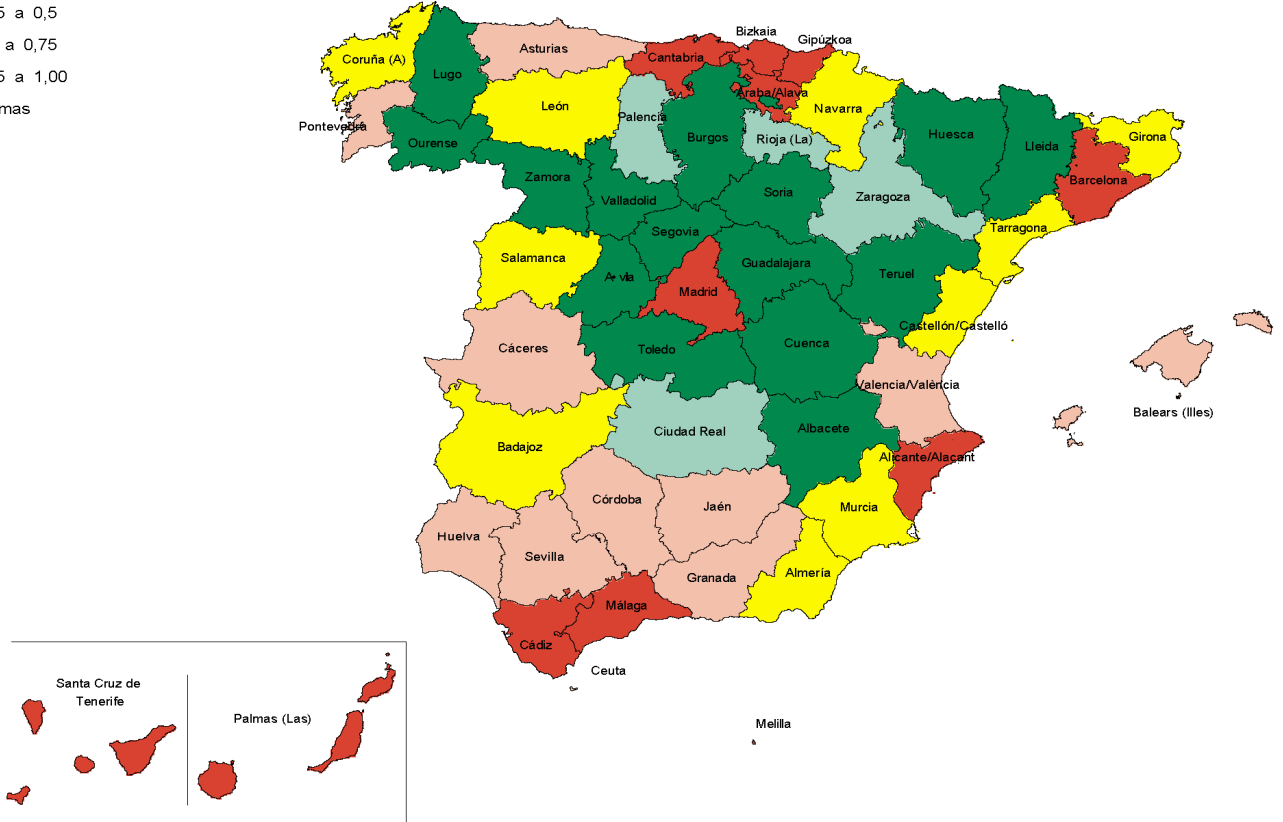 5 a 0,5
a 0,75
5 a 1,00
mas
Bizkaia
Gipúzkoa
Asturias
Cantabria
Coruña (A)
Lugo
León
Araba/Alava
Navarra
Palencia
Pontevedra
Burgos
Rioja (La)
Huesca
Lleida
Girona
Ourense
Zamora
Valladolid
Soria
Zaragoza
Barcelona
Segovia
Tarragona
Salamanca
Guadalajara
Teruel
A vla
Madrid
Castellón/Castelló
Cáceres
Toledo
Cuenca
Valencia/València
Balears (Illes)
Ciudad Real
Albacete
Badajoz
Alicante/Alacant
Córdoba
Jaén
Murcia
Huelva
Sevilla
Granada
Almería
Málaga
Cádiz
Ceuta
Santa Cruz de
Tenerife
Palmas (Las)
Melilla